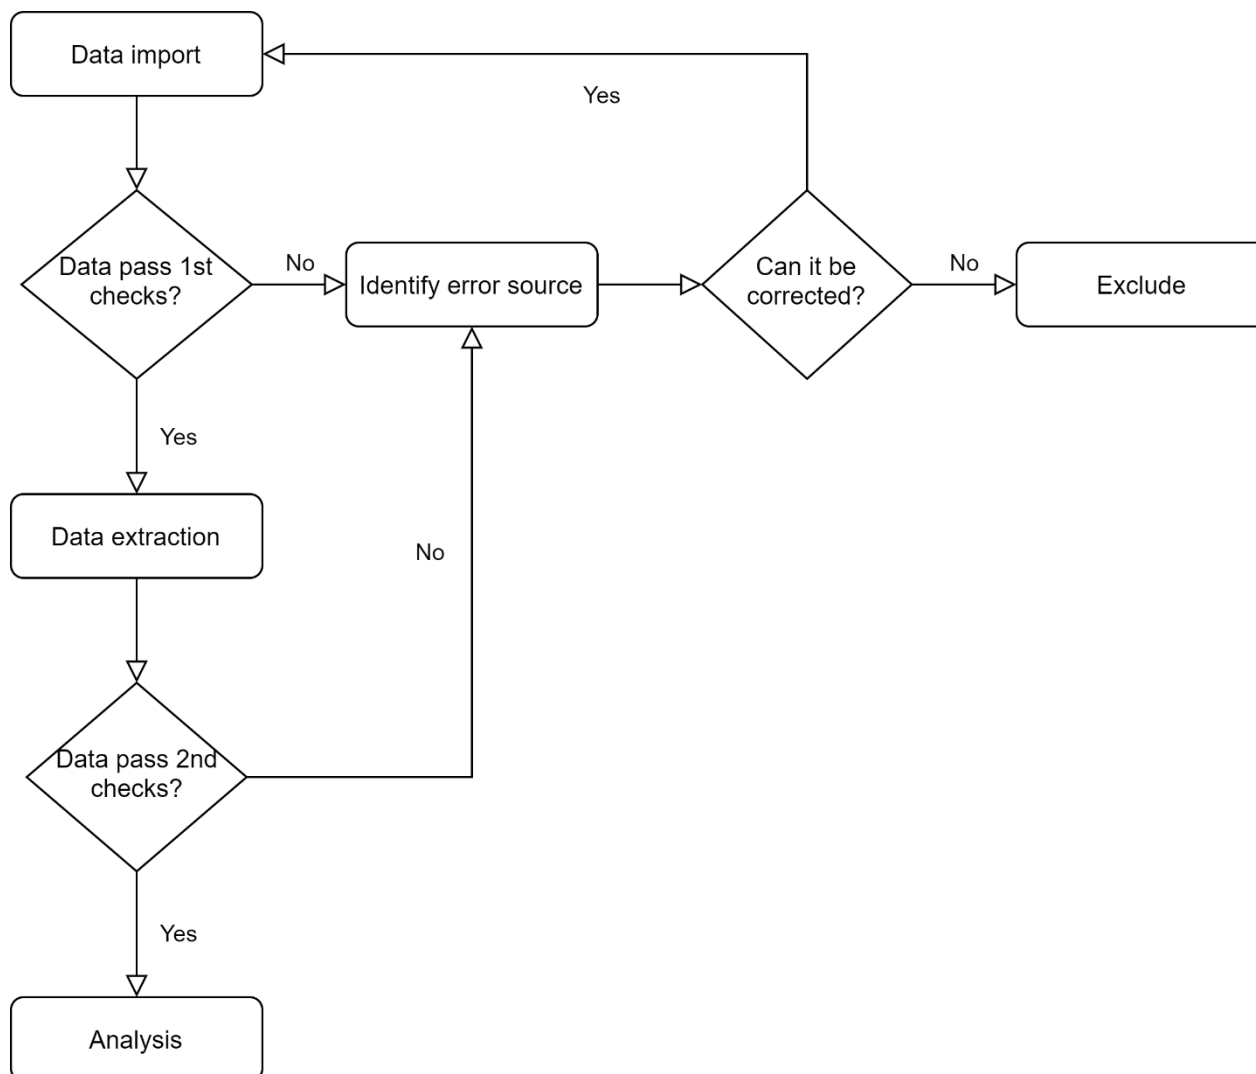 Data import
Yes
Data pass 1st
checks?
No
Identify error source
Can it be
corrected?
No
Exclude
Yes
Data extraction
No
Data pass 2nd
checks?
Yes
Analysis